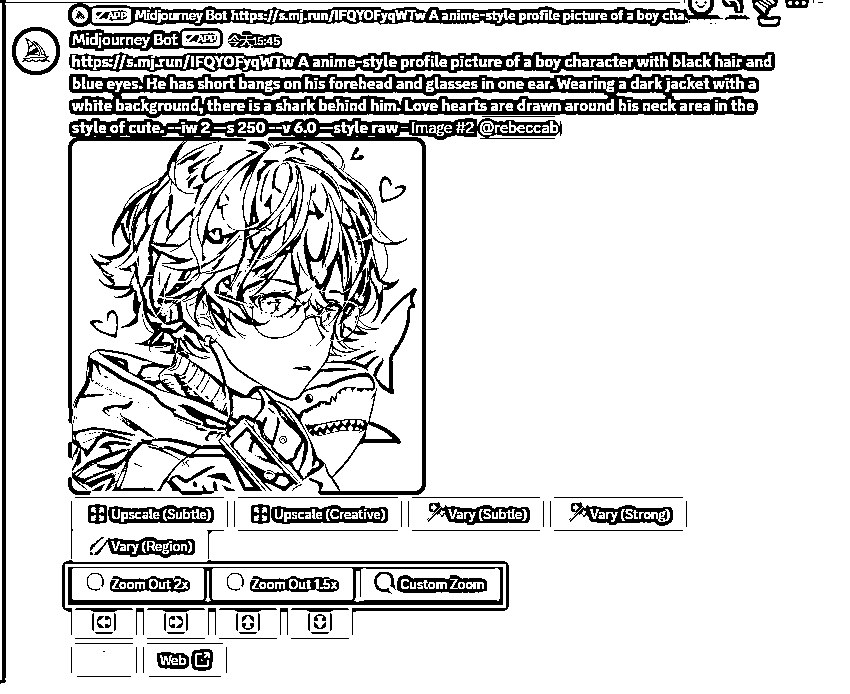 APP Midjourney Bot https://s.mj.run/IFQYOFyqWTw A anime-style profile picture of a boy cha
Midjourney Bot APP 今天15:45
https://s.mj.run/IFQYOFyqWTw A anime-style profile picture of a boy character with black hair and
blue eyes. He has short bangs on his forehead and glasses in one ear. Wearing a dark jacket with a
white background, there is a shark behind him. Love hearts are drawn around his neck area in the
style of cute. --iw 2 --s 250 --v 6.0 --style raw - Image #2 @rebeccab
Upscale (Subtle) Upscale (Creative) Vary (Subtle) Vary (Strong)
Vary (Region)
Zoom Out 2x Zoom Out 1.5x Custom Zoom
Web